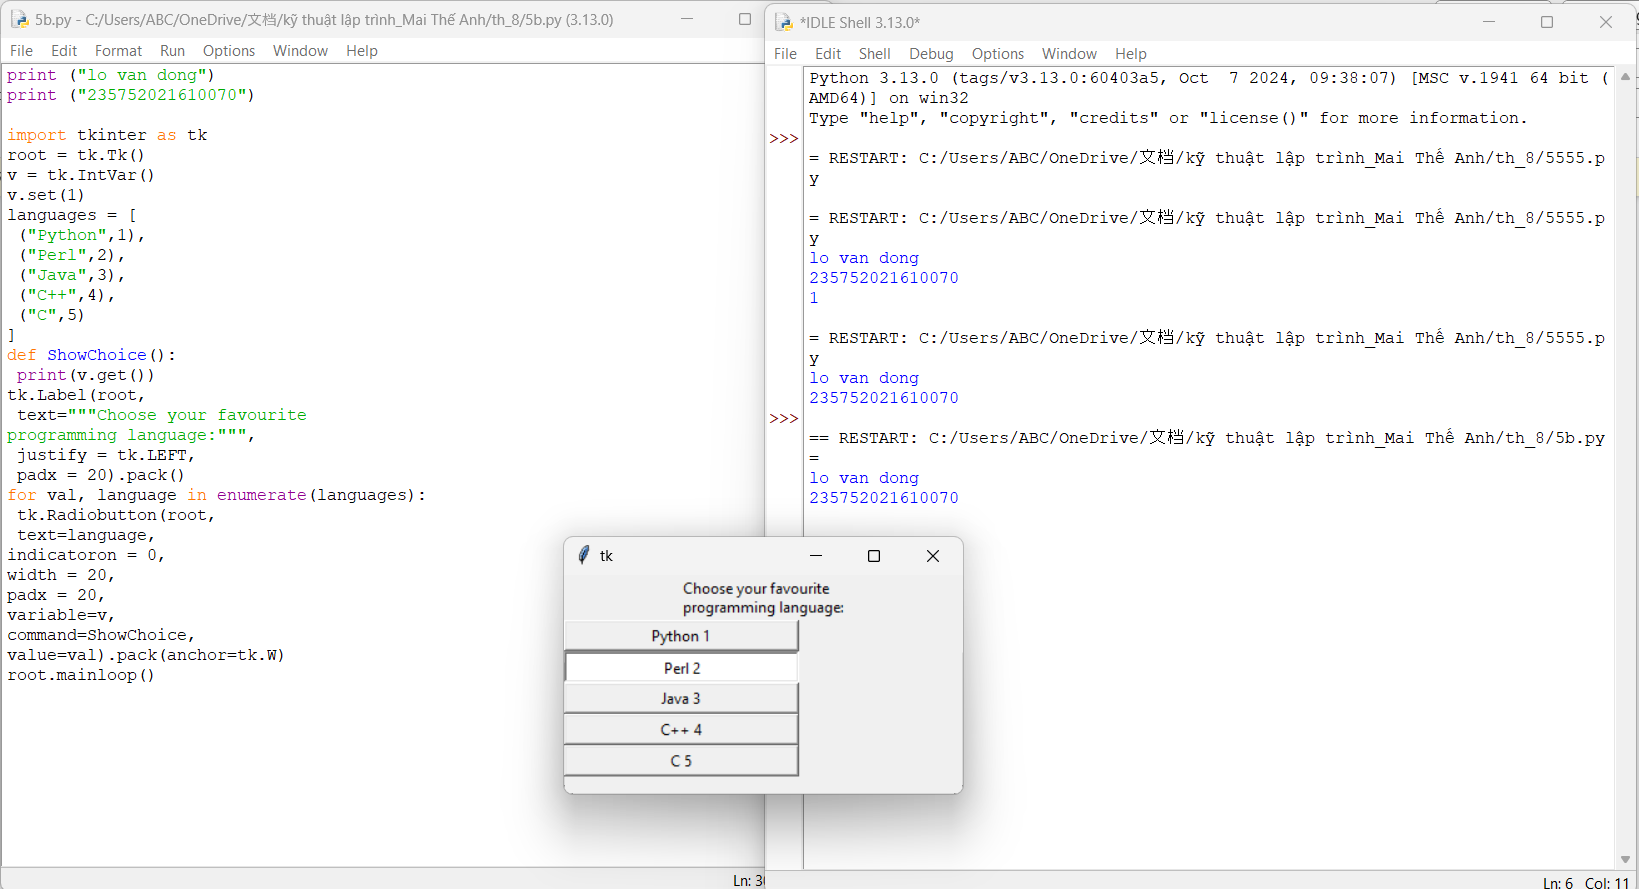 5b.py - C:/Users/ABC/OneDrive/文档/kỹ thuật lập trình_Mai Thế Anh/th_8/5b.py (3.13.0)
File Edit Format Run Options Window Help
print ("lo van dong")
print ("235752021610070")
import tkinter as tk
root = tk.Tk()
v = tk.IntVar()
v.set(1)
languages = [
("Python",1),
("Perl",2),
("Java",3),
("C++",4),
("C",5)
]
def ShowChoice():
print(v.get())
tk.Label(root,
text="""Choose your favourite
programming language:""",
justify = tk.LEFT,
padx = 20).pack()
for val, language in enumerate(languages):
tk.Radiobutton(root,
text=language,
indicatoron = 0,
width = 20,
padx = 20,
variable=v,
command=ShowChoice,
value=val).pack(anchor=tk.W)
root.mainloop()
*IDLE Shell 3.13.0*
File Edit Shell Debug Options Window Help
Python 3.13.0 (tags/v3.13.0:60403a5, Oct  7 2024, 09:38:07) [MSC v.1941 64 bit (
AMD64)] on win32
Type "help", "copyright", "credits" or "license()" for more information.
>>>
= RESTART: C:/Users/ABC/OneDrive/文档/kỹ thuật lập trình_Mai Thế Anh/th_8/5555.p
y
= RESTART: C:/Users/ABC/OneDrive/文档/kỹ thuật lập trình_Mai Thế Anh/th_8/5555.p
y
lo van dong
235752021610070
1
= RESTART: C:/Users/ABC/OneDrive/文档/kỹ thuật lập trình_Mai Thế Anh/th_8/5555.p
y
lo van dong
235752021610070
>>>
== RESTART: C:/Users/ABC/OneDrive/文档/kỹ thuật lập trình_Mai Thế Anh/th_8/5b.py
=
lo van dong
235752021610070
tk
Choose your favourite
programming language:
Python 1
Perl 2
Java 3
C++ 4
C 5
Ln: 6 Col: 11